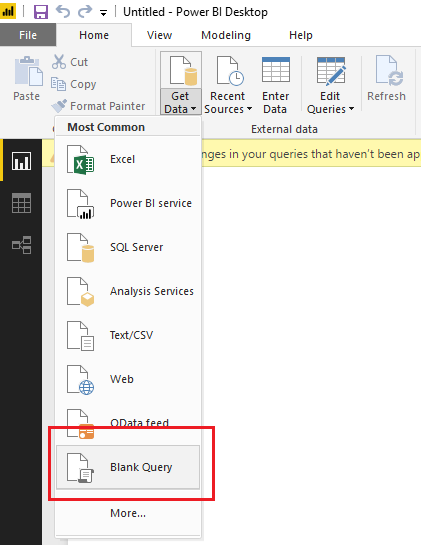 Untitled - Power BI Desktop
File Home View Modeling Help
Paste
Cut
Copy
Format Painter
Get Data
Recent Sources
Enter Data
Edit Queries
Refresh
External data
Most Common
nges in your queries that haven't been ap
Excel
Power BI service
SQL Server
Analysis Services
Text/CSV
Web
OData feed
Blank Query
More...